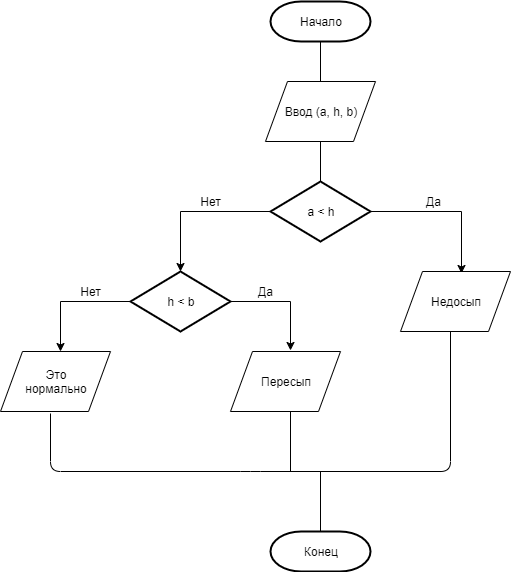 Начало
Ввод (a, h, b)
a < h
Нет
Да
h < b
Нет
Да
Недосып
Это
нормально
Пересып
Конец